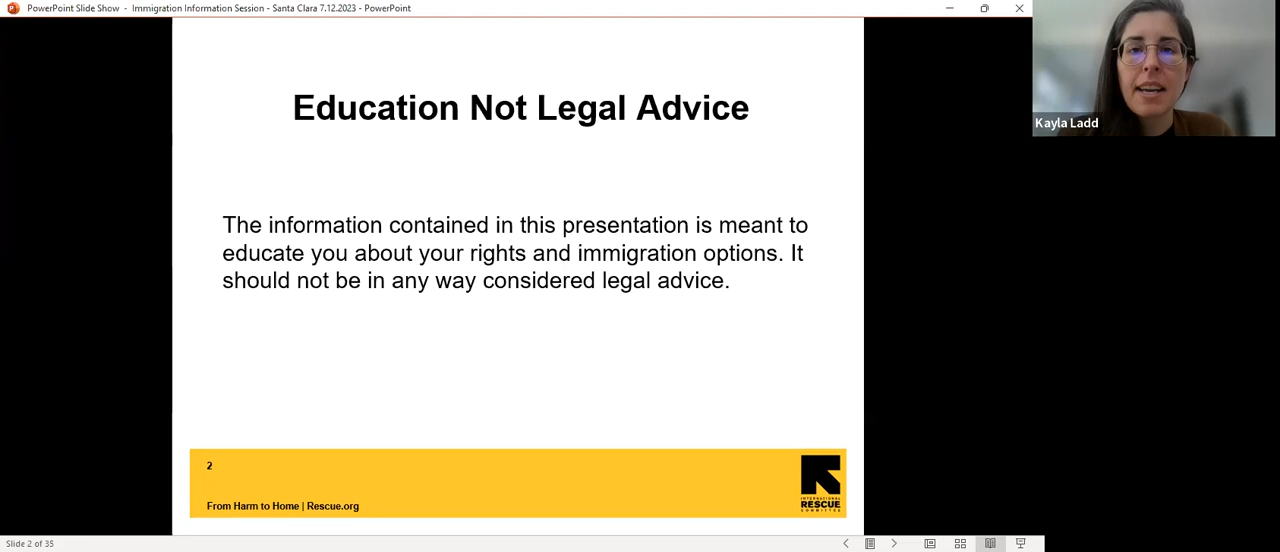 PowerPoint Slide Show - Immigration Information Session - Santa Clara 7.12.2023 - PowerPoint
Kayla Ladd
Education Not Legal Advice
The information contained in this presentation is meant to
educate you about your rights and immigration options. It
should not be in any way considered legal advice.
2
From Harm to Home | Rescue.org
INTERNATIONAL
RESCUE
COMMITTEE
Slide 2 of 35